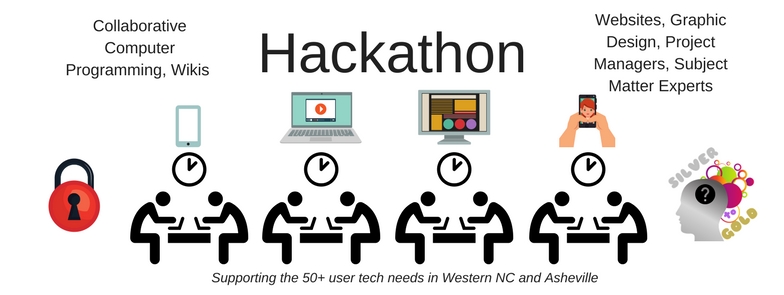 Collaborative
Computer
Programming, Wikis
Hackathon
Websites, Graphic
Design, Project
Managers, Subject
Matter Experts
SILVER
?
GOLD
Supporting the 50+ user tech needs in Western NC and Asheville